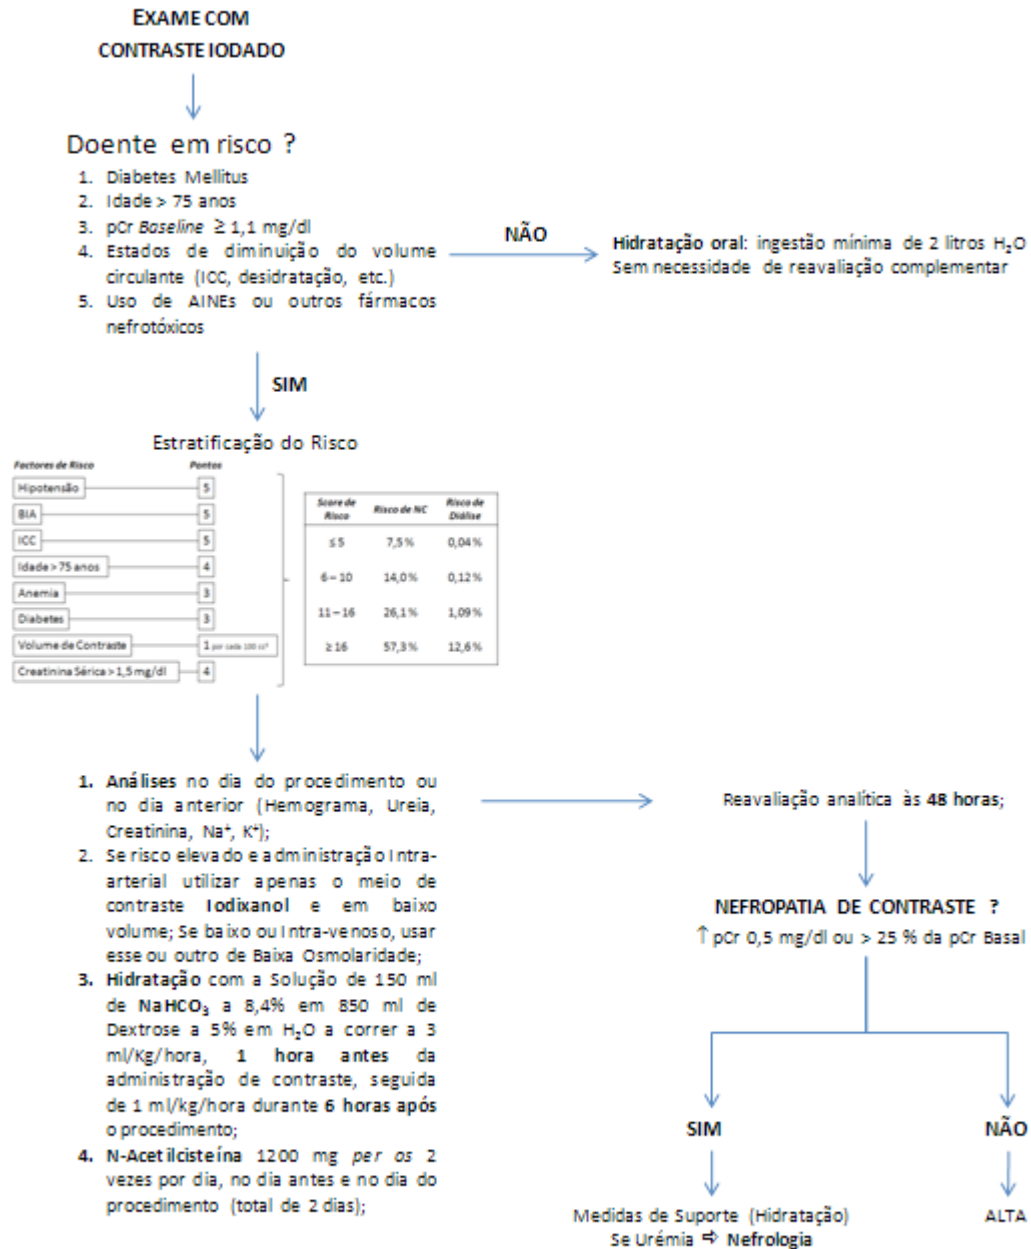 EXAME COM
CONTRASTE IODADO
Doente em risco ?
1. Diabetes Mellitus
2. Idade > 75 anos
3. pCr Baseline ≥ 1,1 mg/dl
4. Estados de diminuição do volume
circulante (ICC, desidratação, etc.)
5. Uso de AINEs ou outros fármacos
nefrotóxicos
NÃO
Hidratação oral: ingestão mínima de 2 litros H₂O
Sem necessidade de reavaliação complementar
SIM
Estratificação do Risco
Factores de Risco Pontos
Hipotensão 5
BIA 5
ICC 5
Idade > 75 anos 4
Anemia 3
Diabetes 3
Volume de Contraste 1 por cada 100 cc³
Creatinina Sérica > 1,5 mg/dl 4
Score de Risco Risco de NC Risco de Diálise
≤ 5 7,5% 0,04%
6 – 10 14,0% 0,12%
11 – 16 26,1% 1,09%
≥ 16 57,3% 12,6%
1. Análises no dia do procedimento ou
no dia anterior (Hemograma, Ureia,
Creatinina, Na⁺, K⁺);
2. Se risco elevado e administração Intra-
arterial utilizar apenas o meio de
contraste Iodixanol e em baixo
volume; Se baixo ou Intra-venoso, usar
esse ou outro de Baixa Osmolaridade;
3. Hidratação com a Solução de 150 ml
de NaHCO₃ a 8,4% em 850 ml de
Dextrose a 5% em H₂O a correr a 3
ml/Kg/hora, 1 hora antes da
administração de contraste, seguida
de 1 ml/kg/hora durante 6 horas após
o procedimento;
4. N-Acetilcisteína 1200 mg per os 2
vezes por dia, no dia antes e no dia do
procedimento (total de 2 dias);
Reavaliação analítica às 48 horas;
NEFROPATIA DE CONTRASTE ?
↑ pCr 0,5 mg/dl ou > 25 % da pCr Basal
SIM
NÃO
Medidas de Suporte (Hidratação)
Se Urémia ⇨ Nefrologia
ALTA